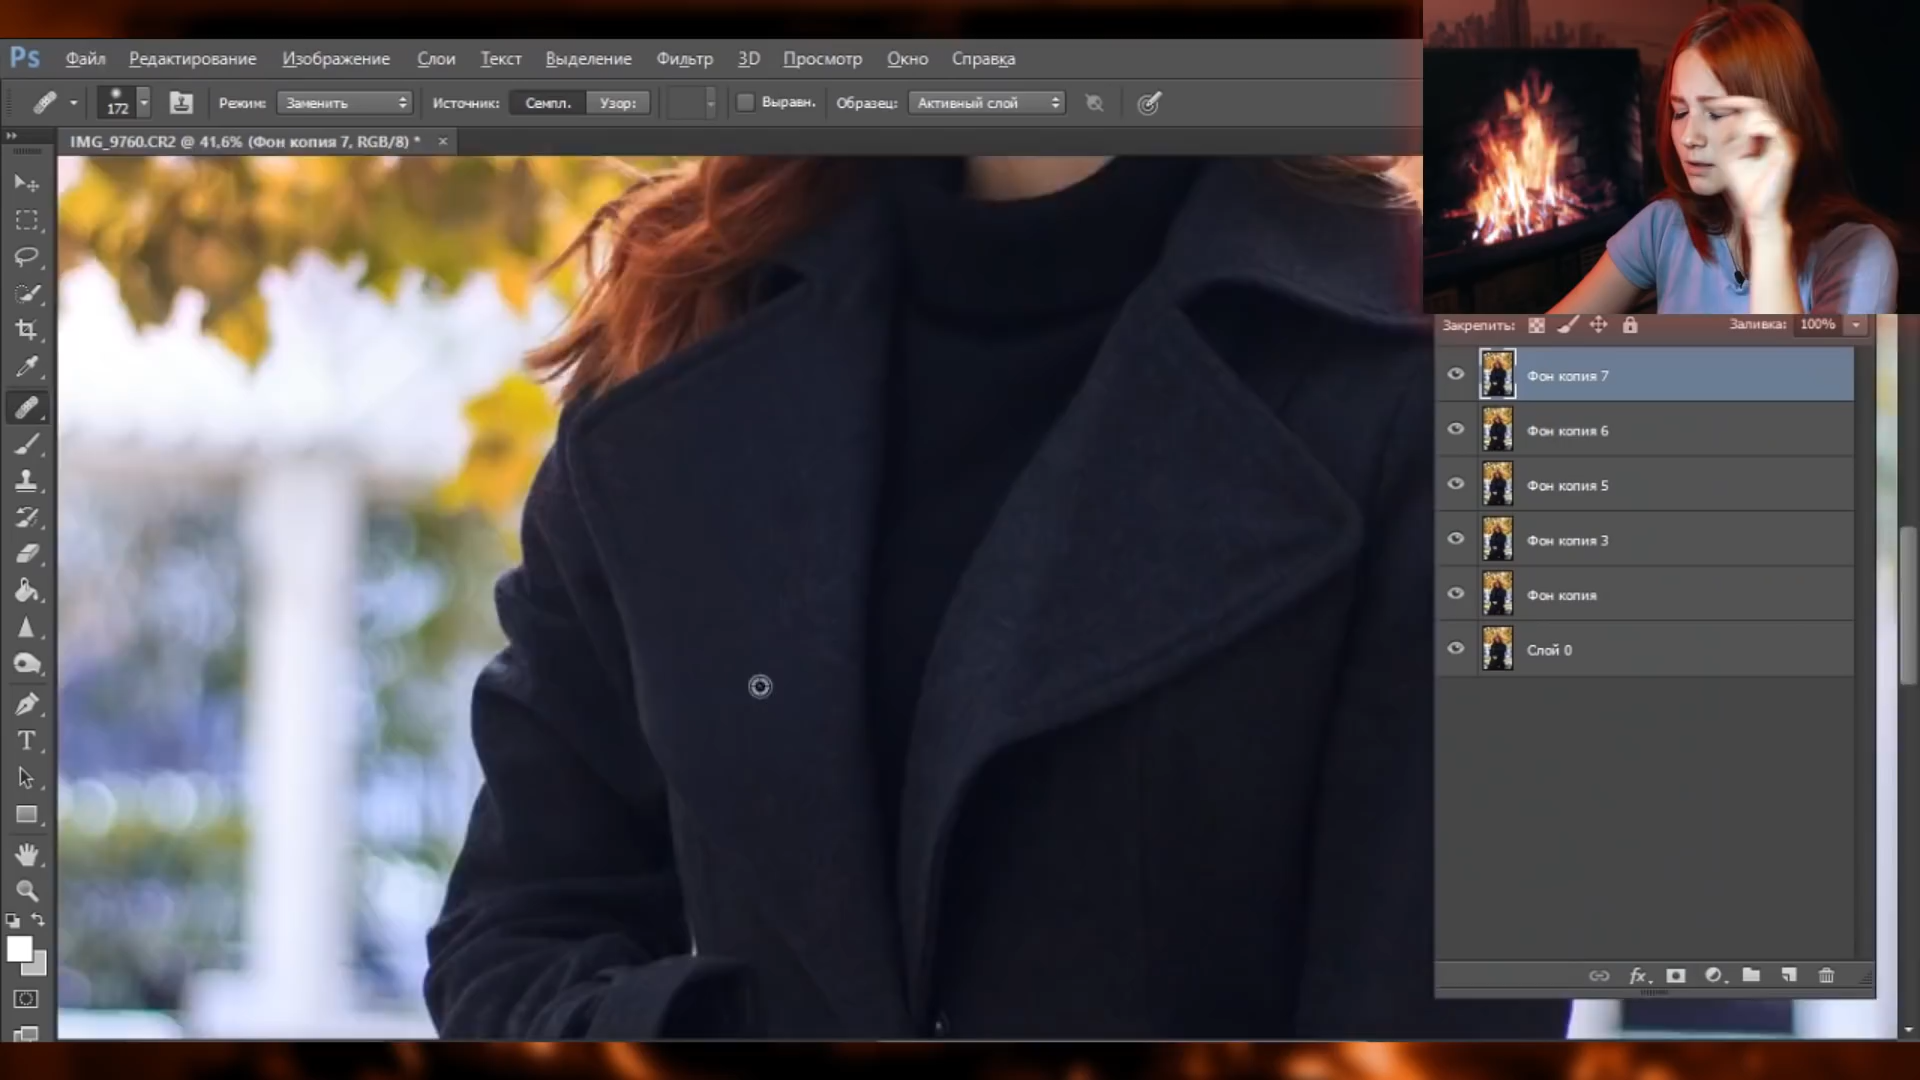 Ps Файл Редактирование Изображение Слои Текст Выделение Фильтр 3D Просмотр Окно Справка
172 Режим: Заменить Источник: Семпл. Узор: Выравн. Образец: Активный слой
IMG_9760.CR2 @ 41,6% (Фон копия 7, RGB/8) * ×
Закрепить: Заливка: 100%
Фон копия 7
Фон копия 6
Фон копия 5
Фон копия 3
Фон копия
Слой 0
fx